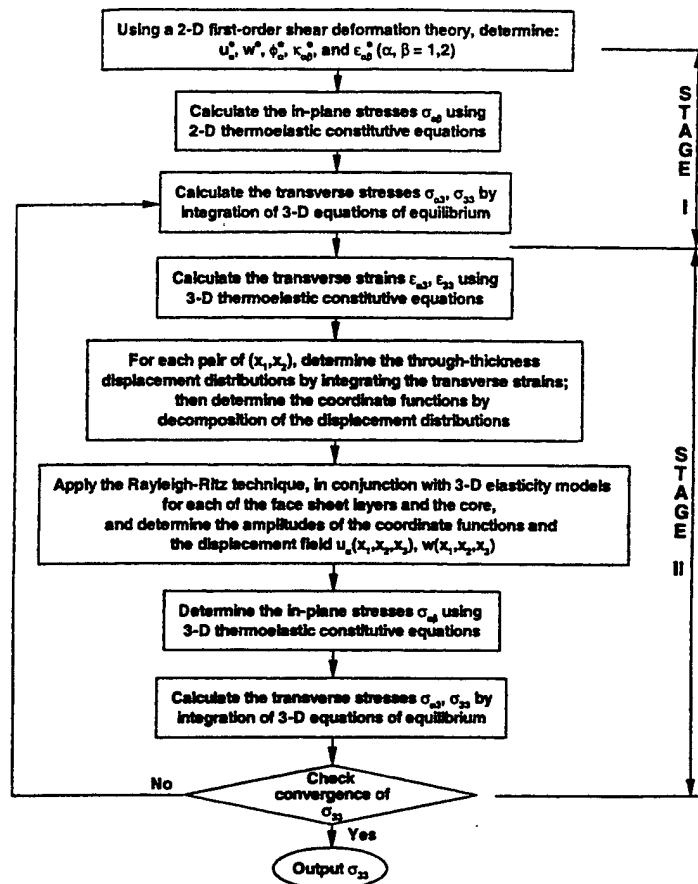 Using a 2-D first-order shear deformation theory, determine:
u°α, w°, φ°α, κ°αβ, and ε°αβ (α, β = 1,2)
Calculate the in-plane stresses σαβ using
2-D thermoelastic constitutive equations
Calculate the transverse stresses σα3, σ33 by
integration of 3-D equations of equilibrium
STAGE I
Calculate the transverse strains εα3, ε33 using
3-D thermoelastic constitutive equations
For each pair of (x1,x2), determine the through-thickness
displacement distributions by integrating the transverse strains;
then determine the coordinate functions by
decomposition of the displacement distributions
Apply the Rayleigh-Ritz technique, in conjunction with 3-D elasticity models
for each of the face sheet layers and the core,
and determine the amplitudes of the coordinate functions and
the displacement field uα(x1,x2,x3), w(x1,x2,x3)
STAGE II
Determine the in-plane stresses σαβ using
3-D thermoelastic constitutive equations
Calculate the transverse stresses σα3, σ33 by
integration of 3-D equations of equilibrium
No
Check
convergence of
σ33
Yes
Output σ33